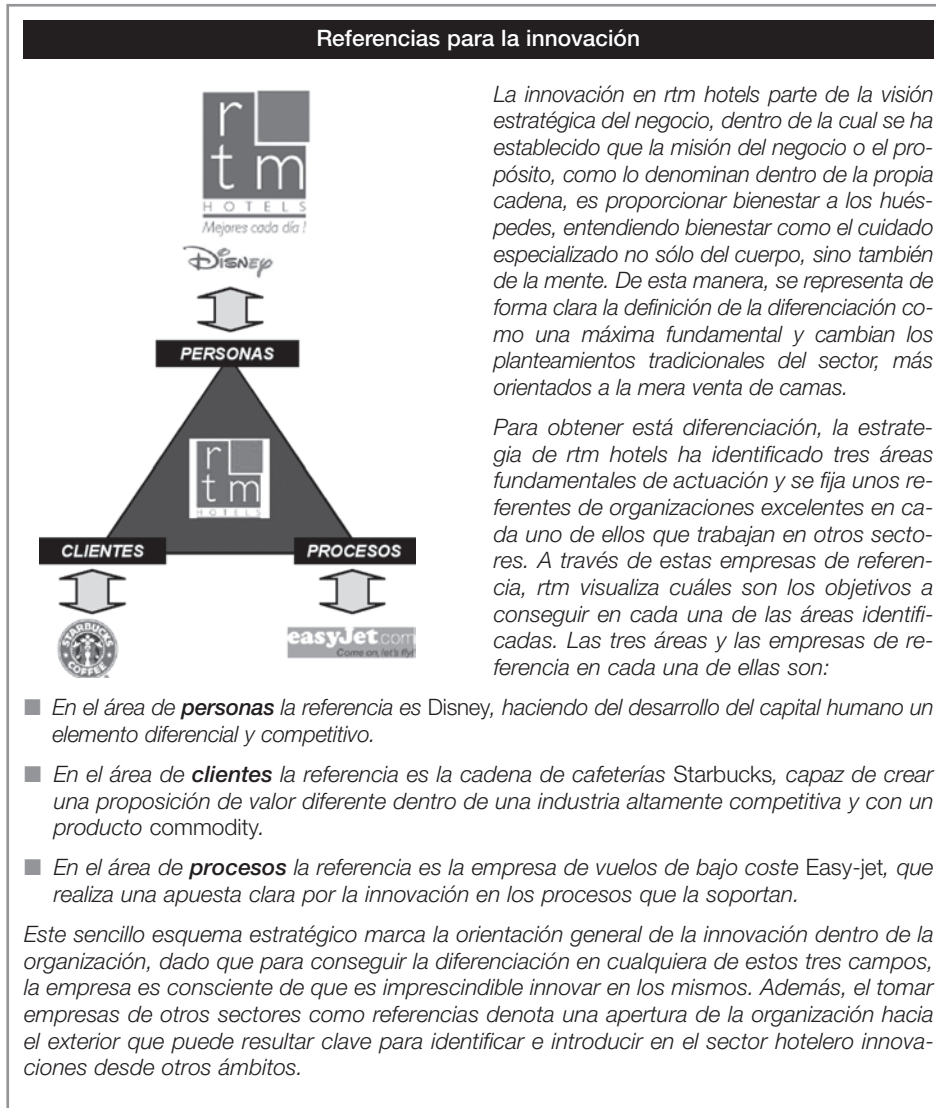 Referencias para la innovación
r
t m
HOTELS
Mejores cada día !
Disney
PERSONAS
r
t m
HOTELS
CLIENTES
PROCESOS
STARBUCKS
COFFEE
easyJet.com
Come on, let's fly!
La innovación en rtm hotels parte de la visión
estratégica del negocio, dentro de la cual se ha
establecido que la misión del negocio o el pro-
pósito, como lo denominan dentro de la propia
cadena, es proporcionar bienestar a los hués-
pedes, entendiendo bienestar como el cuidado
especializado no sólo del cuerpo, sino también
de la mente. De esta manera, se representa de
forma clara la definición de la diferenciación co-
mo una máxima fundamental y cambian los
planteamientos tradicionales del sector, más
orientados a la mera venta de camas.
Para obtener está diferenciación, la estrate-
gia de rtm hotels ha identificado tres áreas
fundamentales de actuación y se fija unos re-
ferentes de organizaciones excelentes en ca-
da uno de ellos que trabajan en otros secto-
res. A través de estas empresas de referen-
cia, rtm visualiza cuáles son los objetivos a
conseguir en cada una de las áreas identifi-
cadas. Las tres áreas y las empresas de re-
ferencia en cada una de ellas son:
■ En el área de personas la referencia es Disney, haciendo del desarrollo del capital humano un
elemento diferencial y competitivo.
■ En el área de clientes la referencia es la cadena de cafeterías Starbucks, capaz de crear
una proposición de valor diferente dentro de una industria altamente competitiva y con un
producto commodity.
■ En el área de procesos la referencia es la empresa de vuelos de bajo coste Easy-jet, que
realiza una apuesta clara por la innovación en los procesos que la soportan.
Este sencillo esquema estratégico marca la orientación general de la innovación dentro de la
organización, dado que para conseguir la diferenciación en cualquiera de estos tres campos,
la empresa es consciente de que es imprescindible innovar en los mismos. Además, el tomar
empresas de otros sectores como referencias denota una apertura de la organización hacia
el exterior que puede resultar clave para identificar e introducir en el sector hotelero innova-
ciones desde otros ámbitos.